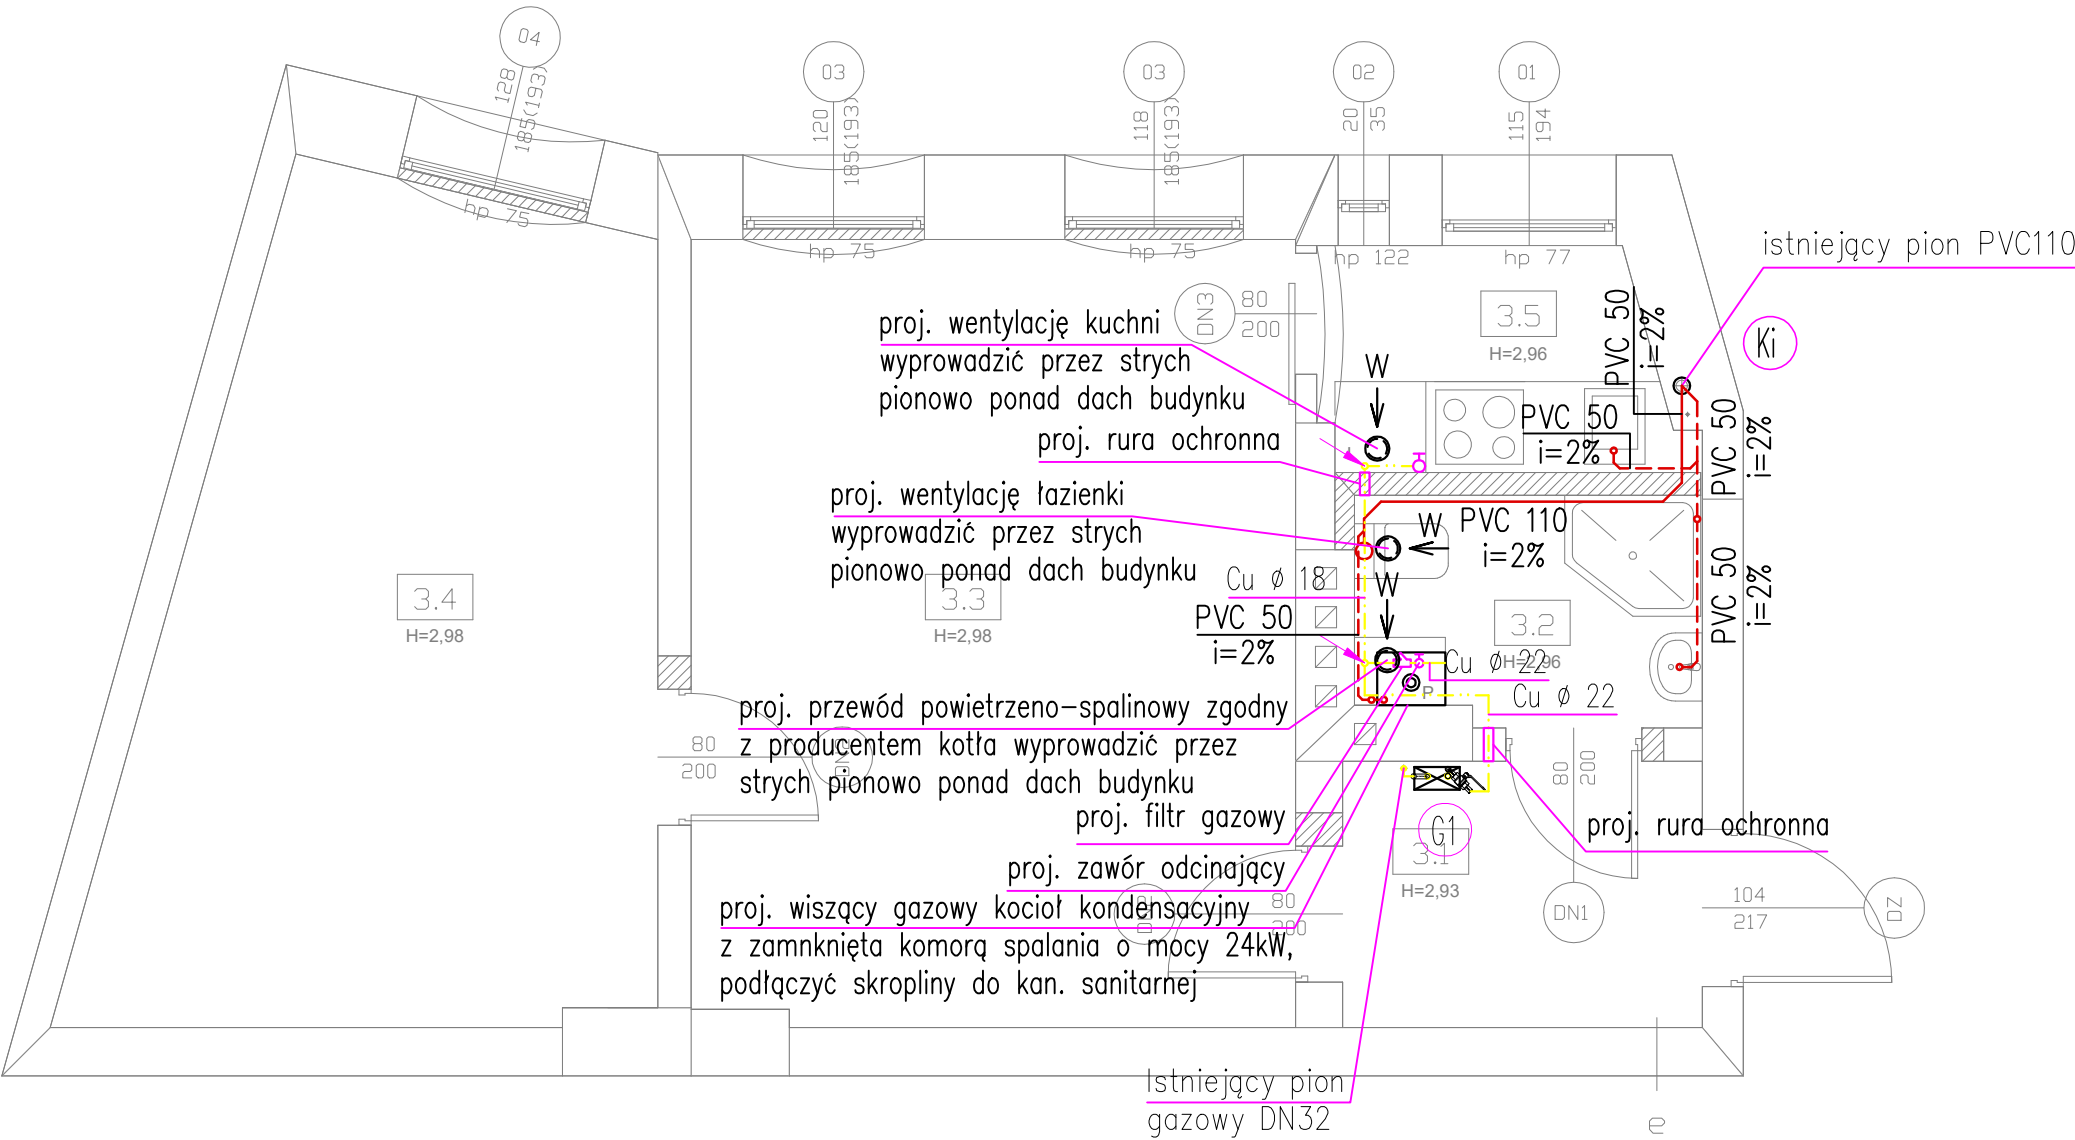 04
128
185(193)
hp 75
03
120
185(193)
hp 75
03
118
185(193)
hp 75
02
20
35
hp 122
01
115
194
hp 77
istniejący pion PVC110
Ki
DN3
80
200
3.5
H=2,96
PVC 50
i=2%
proj. wentylację kuchni
wyprowadzić przez strych
pionowo ponad dach budynku
W
PVC 50
i=2%
PVC 50
i=2%
proj. rura ochronna
proj. wentylację łazienki
wyprowadzić przez strych
pionowo ponad dach budynku
W
PVC 110
i=2%
PVC 50
i=2%
Cu ø 18
W
3.4
H=2,98
3.3
H=2,98
3.2
H=2,96
PVC 50
i=2%
Cu ø 22
Cu ø 22
P
proj. przewód powietrzeno-spalinowy zgodny
z producentem kotła wyprowadzić przez
strych pionowo ponad dach budynku
80
200
80
200
proj. filtr gazowy
G1
3.1
H=2,93
proj. rura ochronna
proj. zawór odcinający
proj. wiszący gazowy kocioł kondensacyjny
z zamnknięta komorą spalania o mocy 24kW,
podłączyć skropliny do kan. sanitarnej
80
200
DN1
104
217
DZ
Istniejący pion
gazowy DN32
e